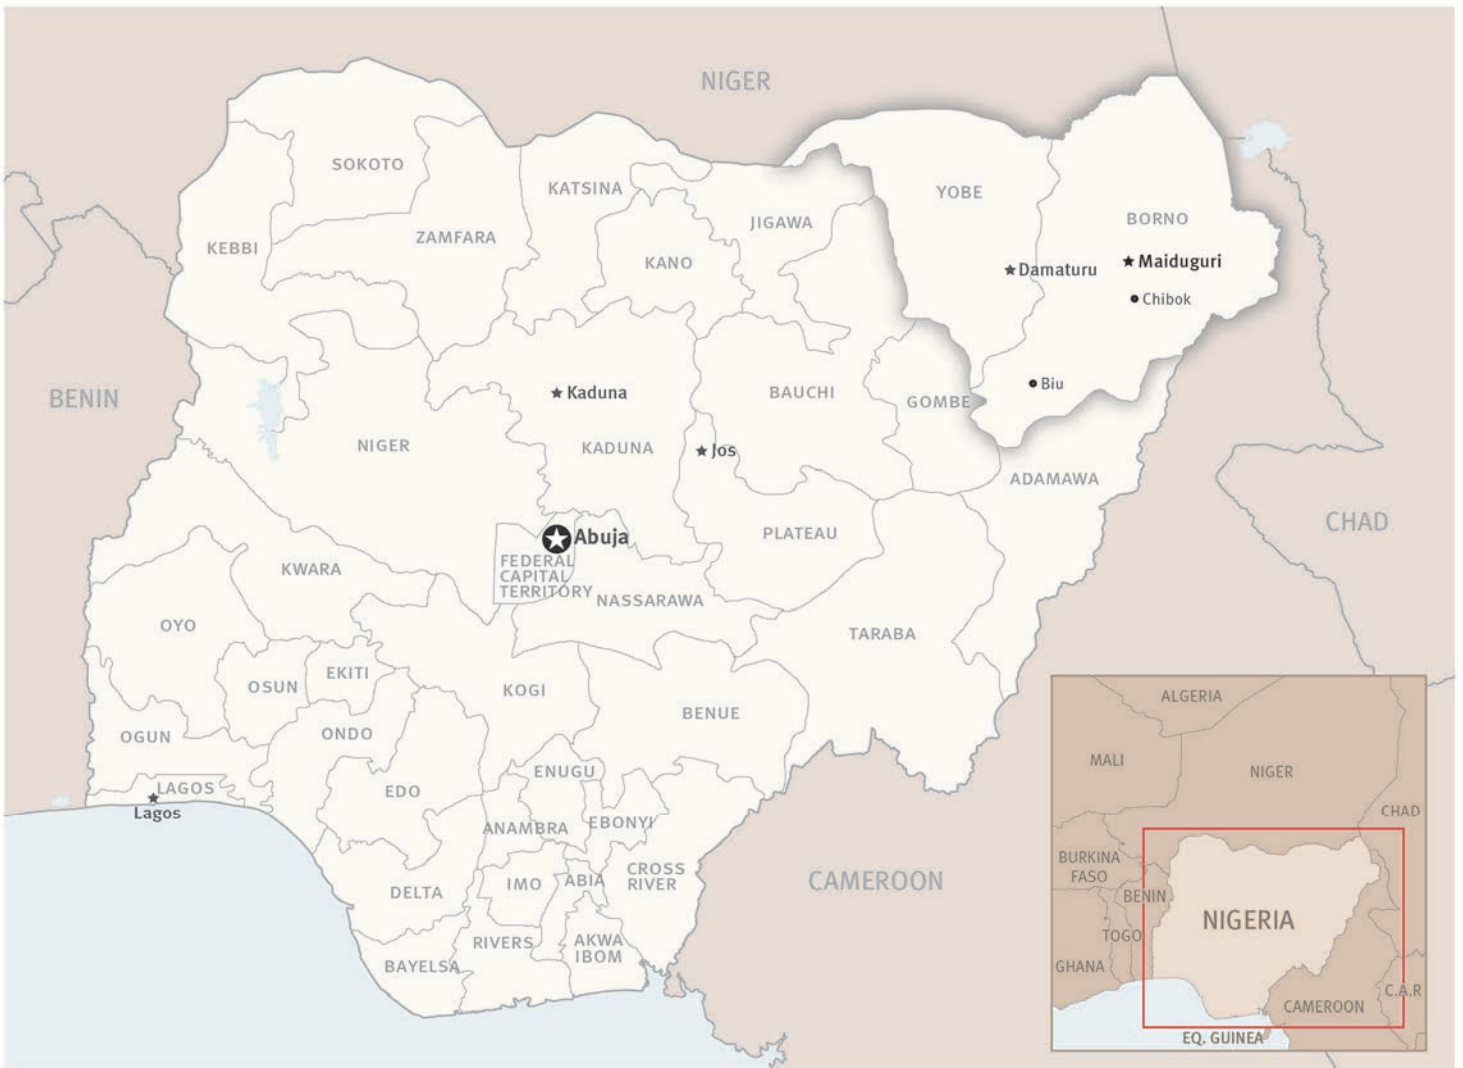 NIGER
SOKOTO
KATSINA
YOBE
BORNO
JIGAWA
ZAMFARA
KEBBI
KANO
Damaturu
Maiduguri
Chibok
Kaduna
BAUCHI
Biu
BENIN
GOMBE
NIGER
KADUNA
Jos
ADAMAWA
CHAD
PLATEAU
Abuja
FEDERAL
CAPITAL
TERRITORY
NASSARAWA
KWARA
OYO
TARABA
OSUN
EKITI
KOGI
BENUE
OGUN
ONDO
ENUGU
LAGOS
Lagos
EDO
ANAMBRA
EBONYI
CROSS
RIVER
DELTA
IMO
ABIA
CAMEROON
RIVERS
AKWA
IBOM
BAYELSA
ALGERIA
MALI
NIGER
CHAD
BURKINA
FASO
BENIN
NIGERIA
TOGO
GHANA
C.A.R
CAMEROON
EQ. GUINEA